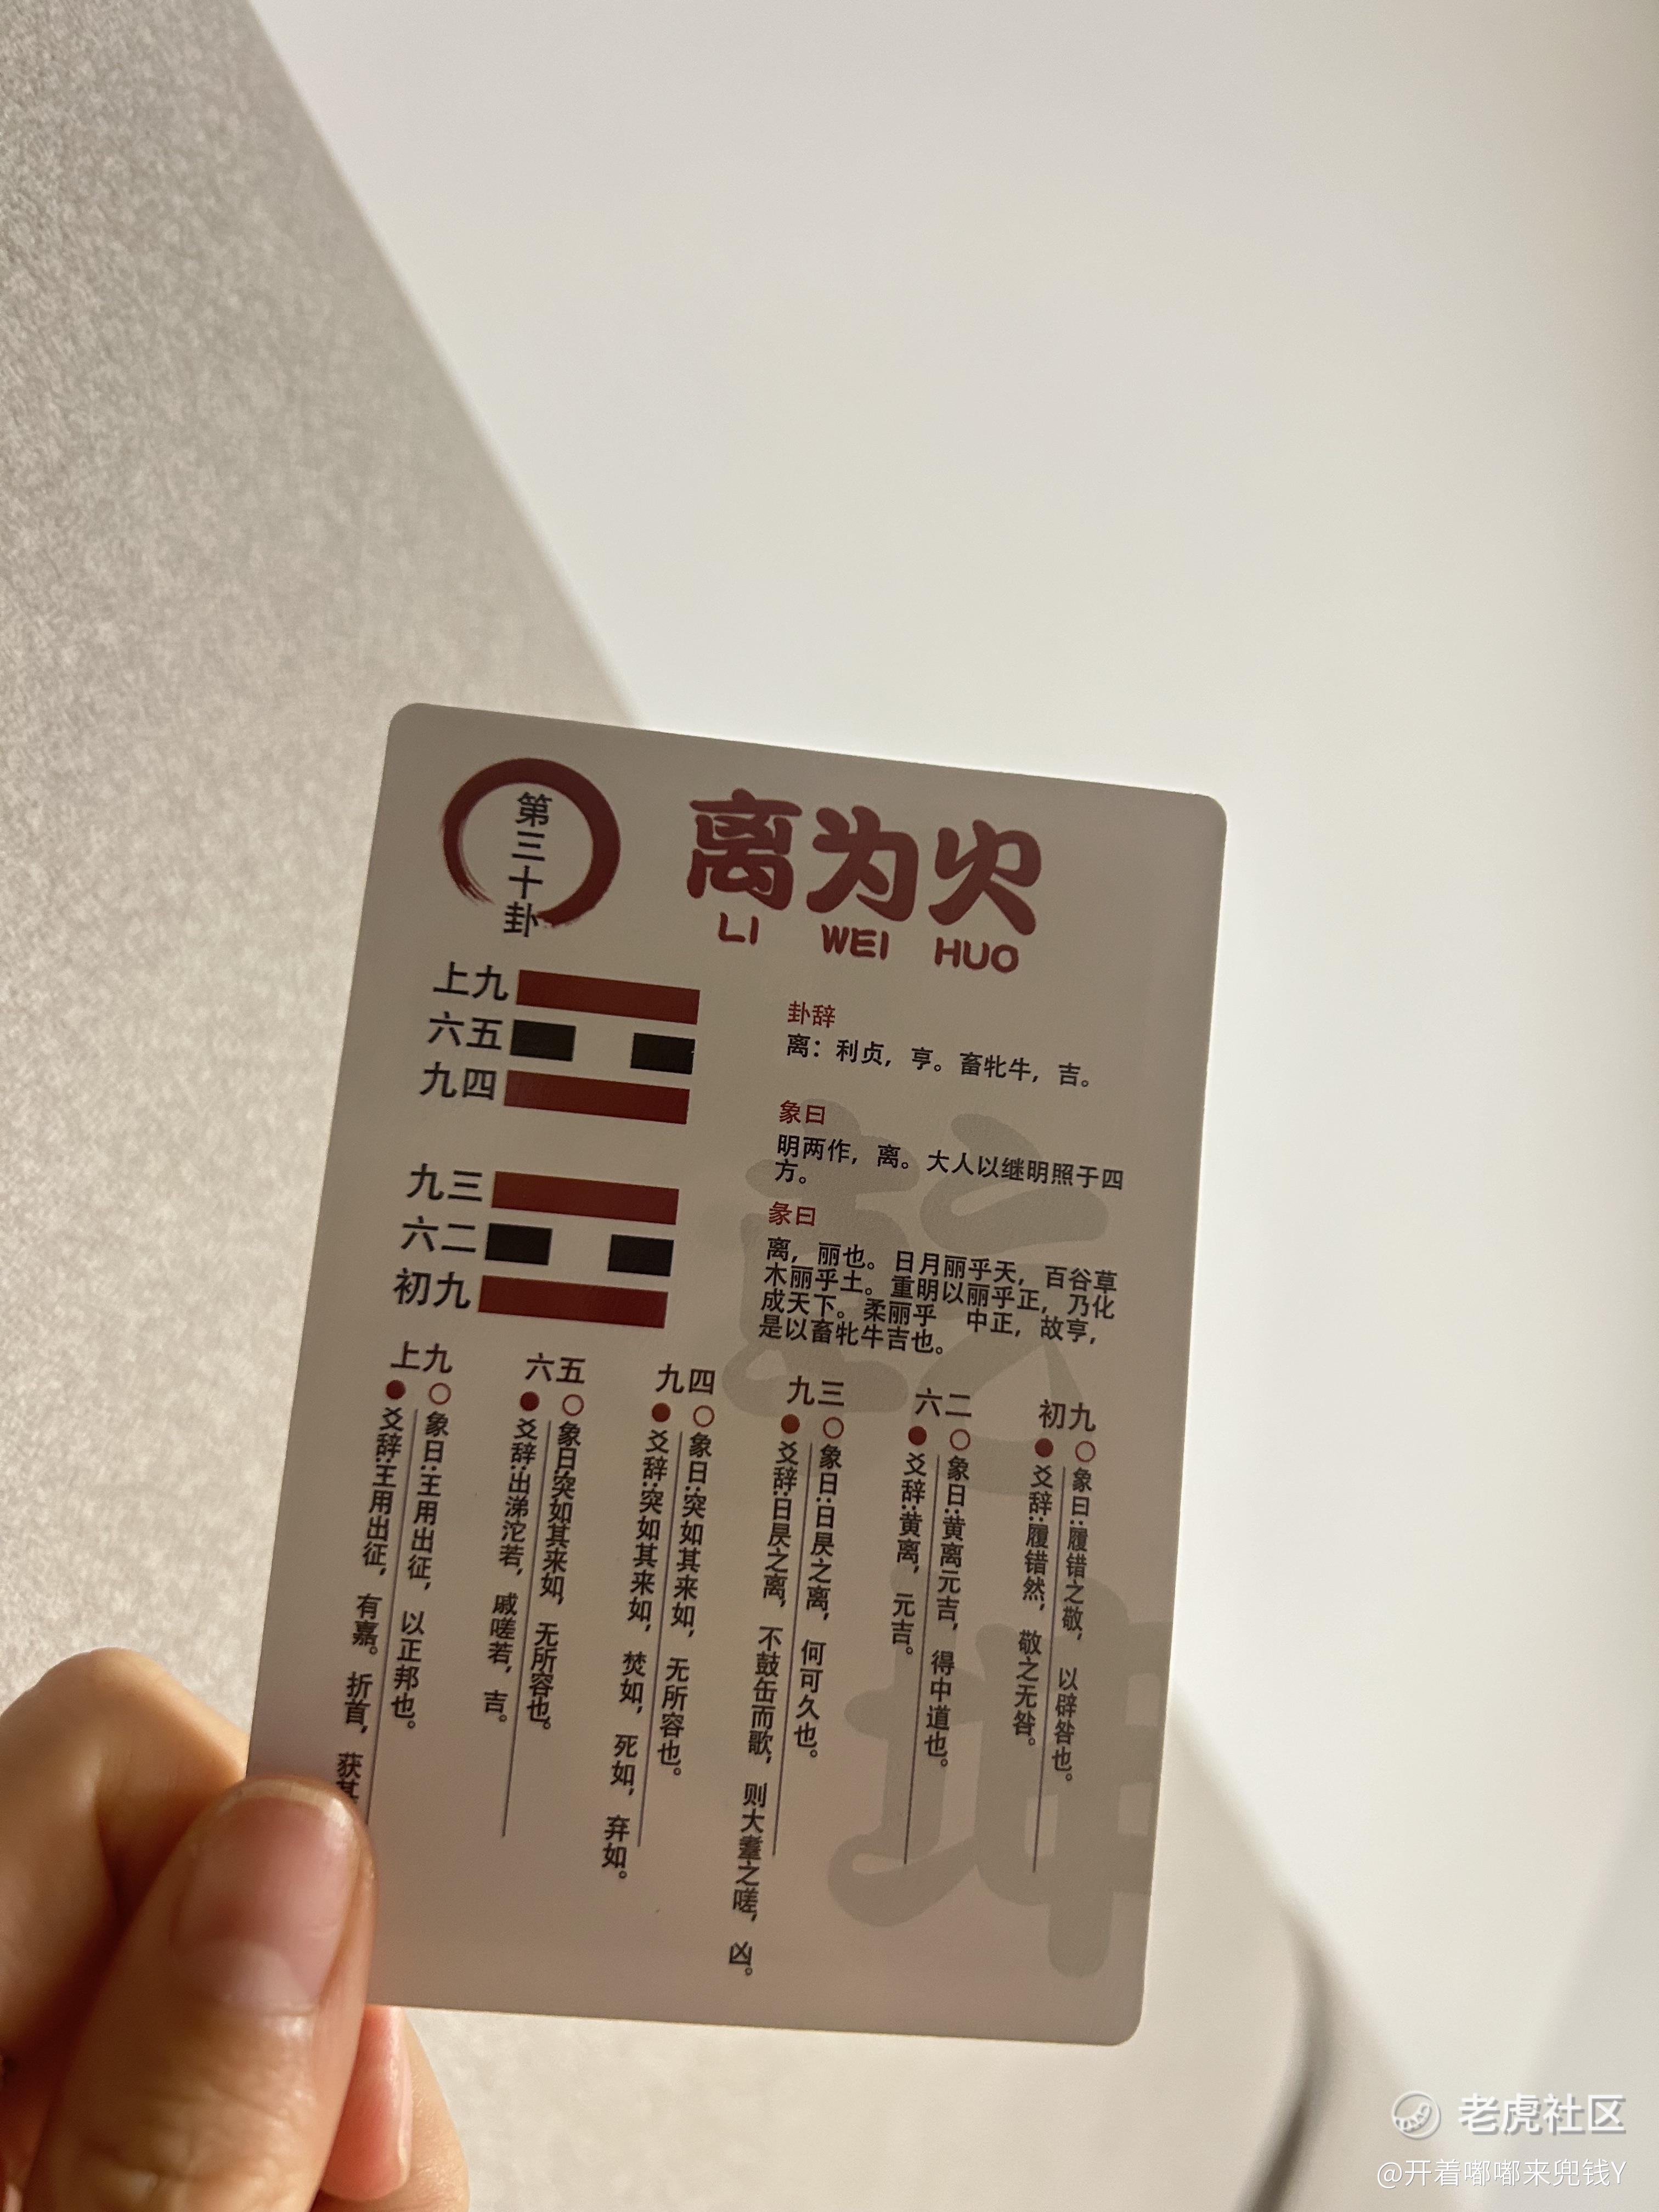 第三十卦
离为火
LI WEI HUO
上九
六五
九四
九三
六二
初九
卦辞
离：利贞，亨。畜牝牛，吉。
象曰
明两作，离。大人以继明照于四
方。
彖曰
离，丽也。日月丽乎天，百谷草
木丽乎土。重明以丽乎正，乃化
成天下。柔丽乎 中正，故亨，
是以畜牝牛吉也。
初九
象曰:履错之敬，以辟咎也。
爻辞:履错然，敬之无咎。
六二
象日:黄离元吉，得中道也。
爻辞:黄离，元吉。
九三
象日:日昃之离，何可久也。
爻辞:日昃之离，不鼓缶而歌，则大耋之嗟，凶。
九四
象日:突如其来如，无所容也。
爻辞:突如其来如，焚如，死如，弃如。
六五
象日:突如其来如，无所容也。
爻辞:出涕沱若，戚嗟若，吉。
上九
象日:王用出征，以正邦也。
爻辞:王用出征，有嘉。折首，获
乾
坤
老虎社区
@开着嘟嘟来兜钱Y